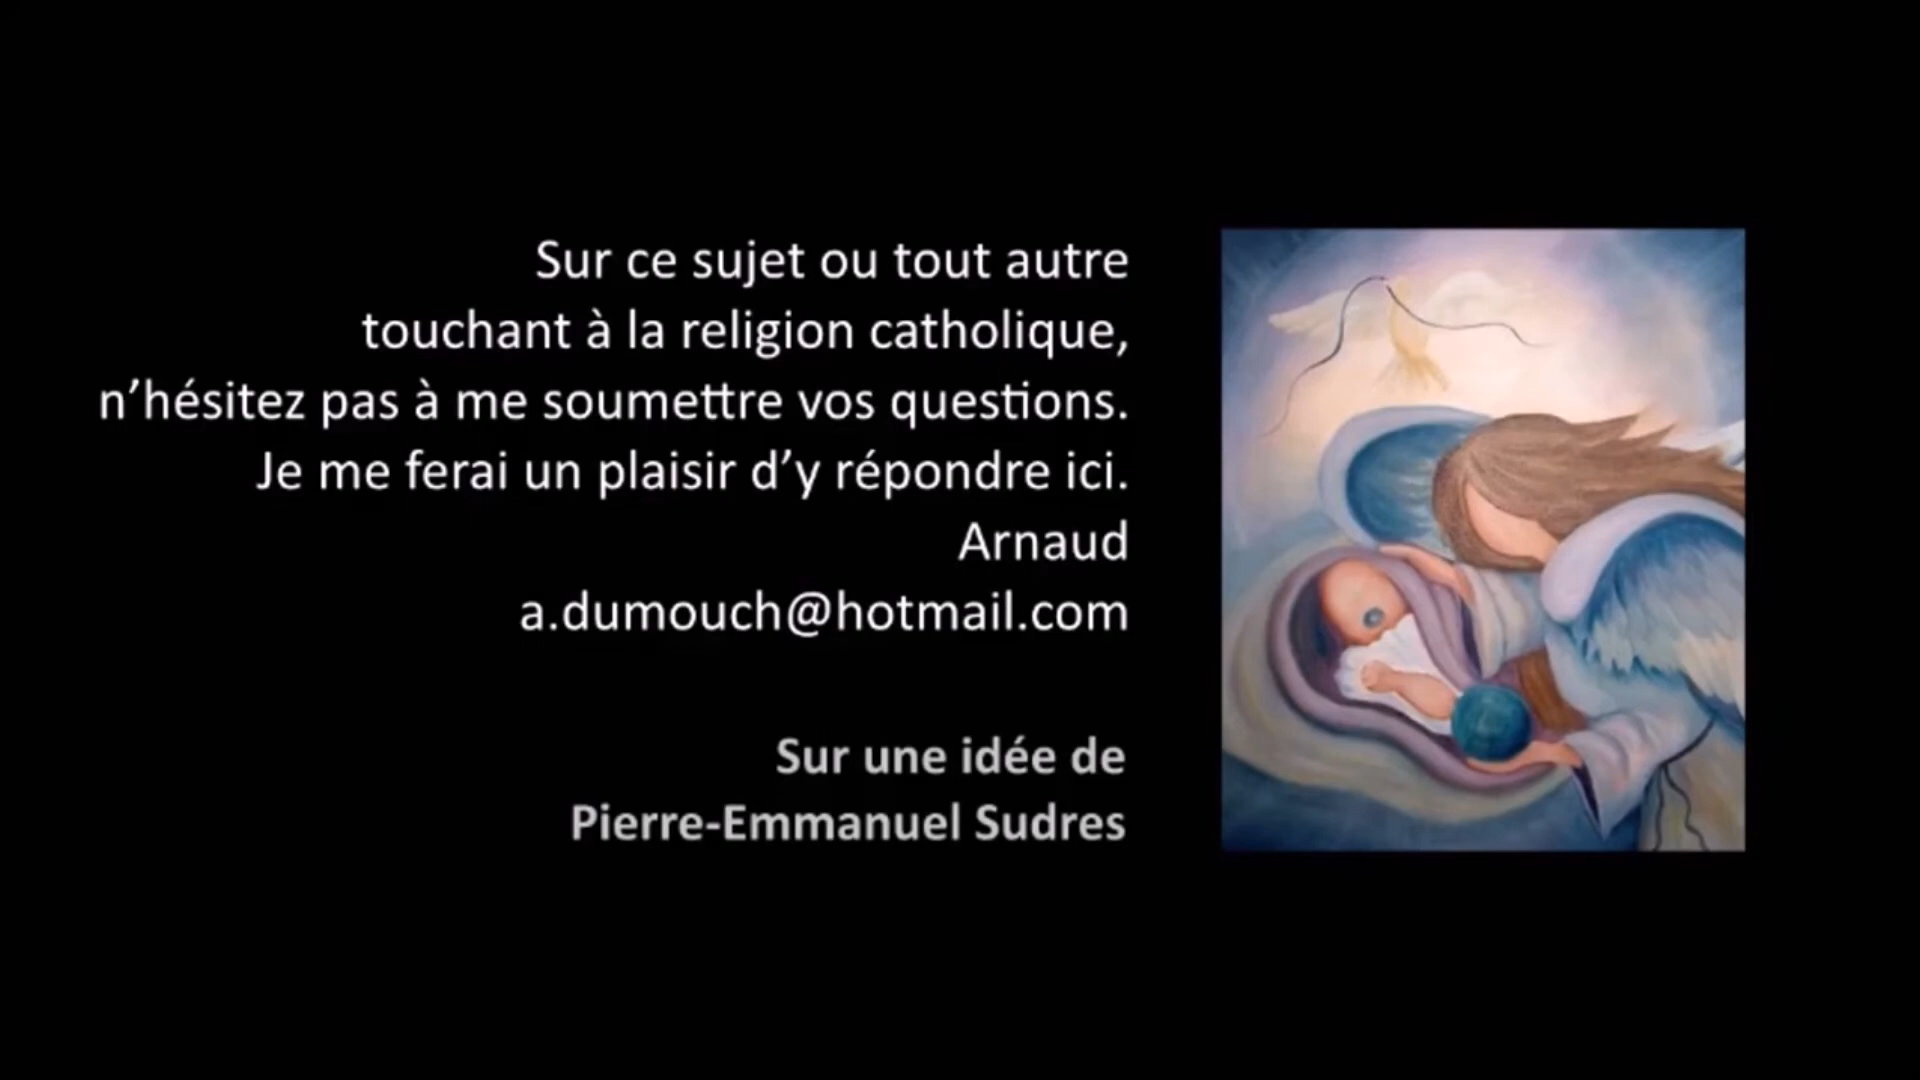 Sur ce sujet ou tout autre
touchant à la religion catholique,
n’hésitez pas à me soumettre vos questions.
Je me ferai un plaisir d’y répondre ici.
Arnaud
a.dumouch@hotmail.com
Sur une idée de
Pierre-Emmanuel Sudres